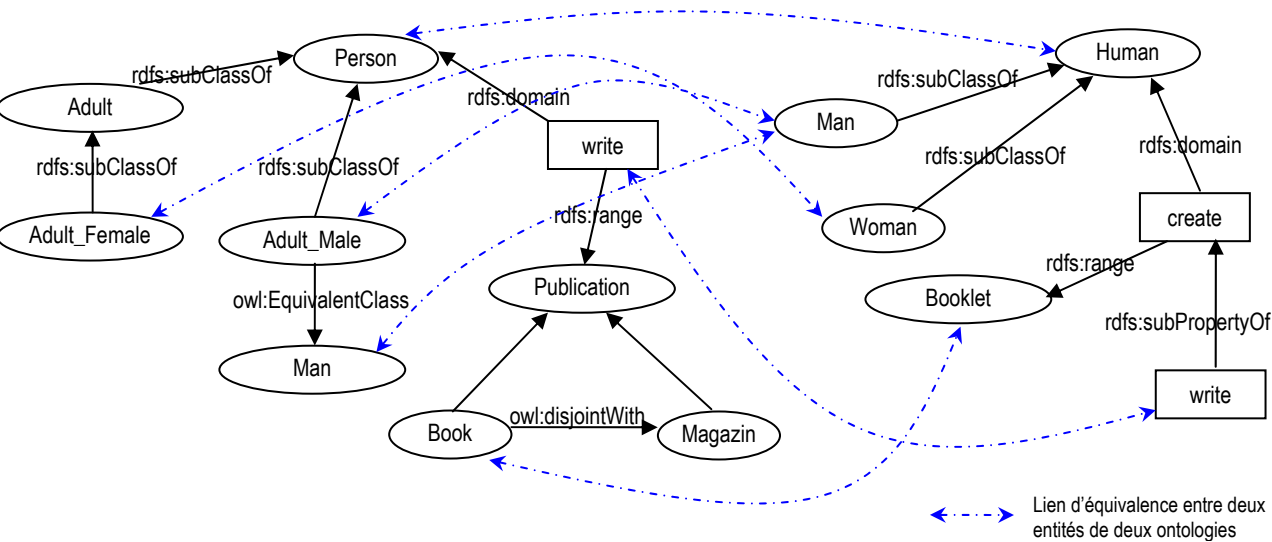 Person
Human
rdfs:subClassOf
rdfs:subClassOf
Adult
rdfs:domain
Man
write
rdfs:domain
rdfs:subClassOf
rdfs:subClassOf
rdfs:subClassOf
Adult_Female
Adult_Male
rdfs:range
Woman
create
rdfs:range
owl:EquivalentClass
Publication
Booklet
rdfs:subPropertyOf
Man
write
owl:disjointWith
Book
Magazin
Lien d'équivalence entre deux
entités de deux ontologies